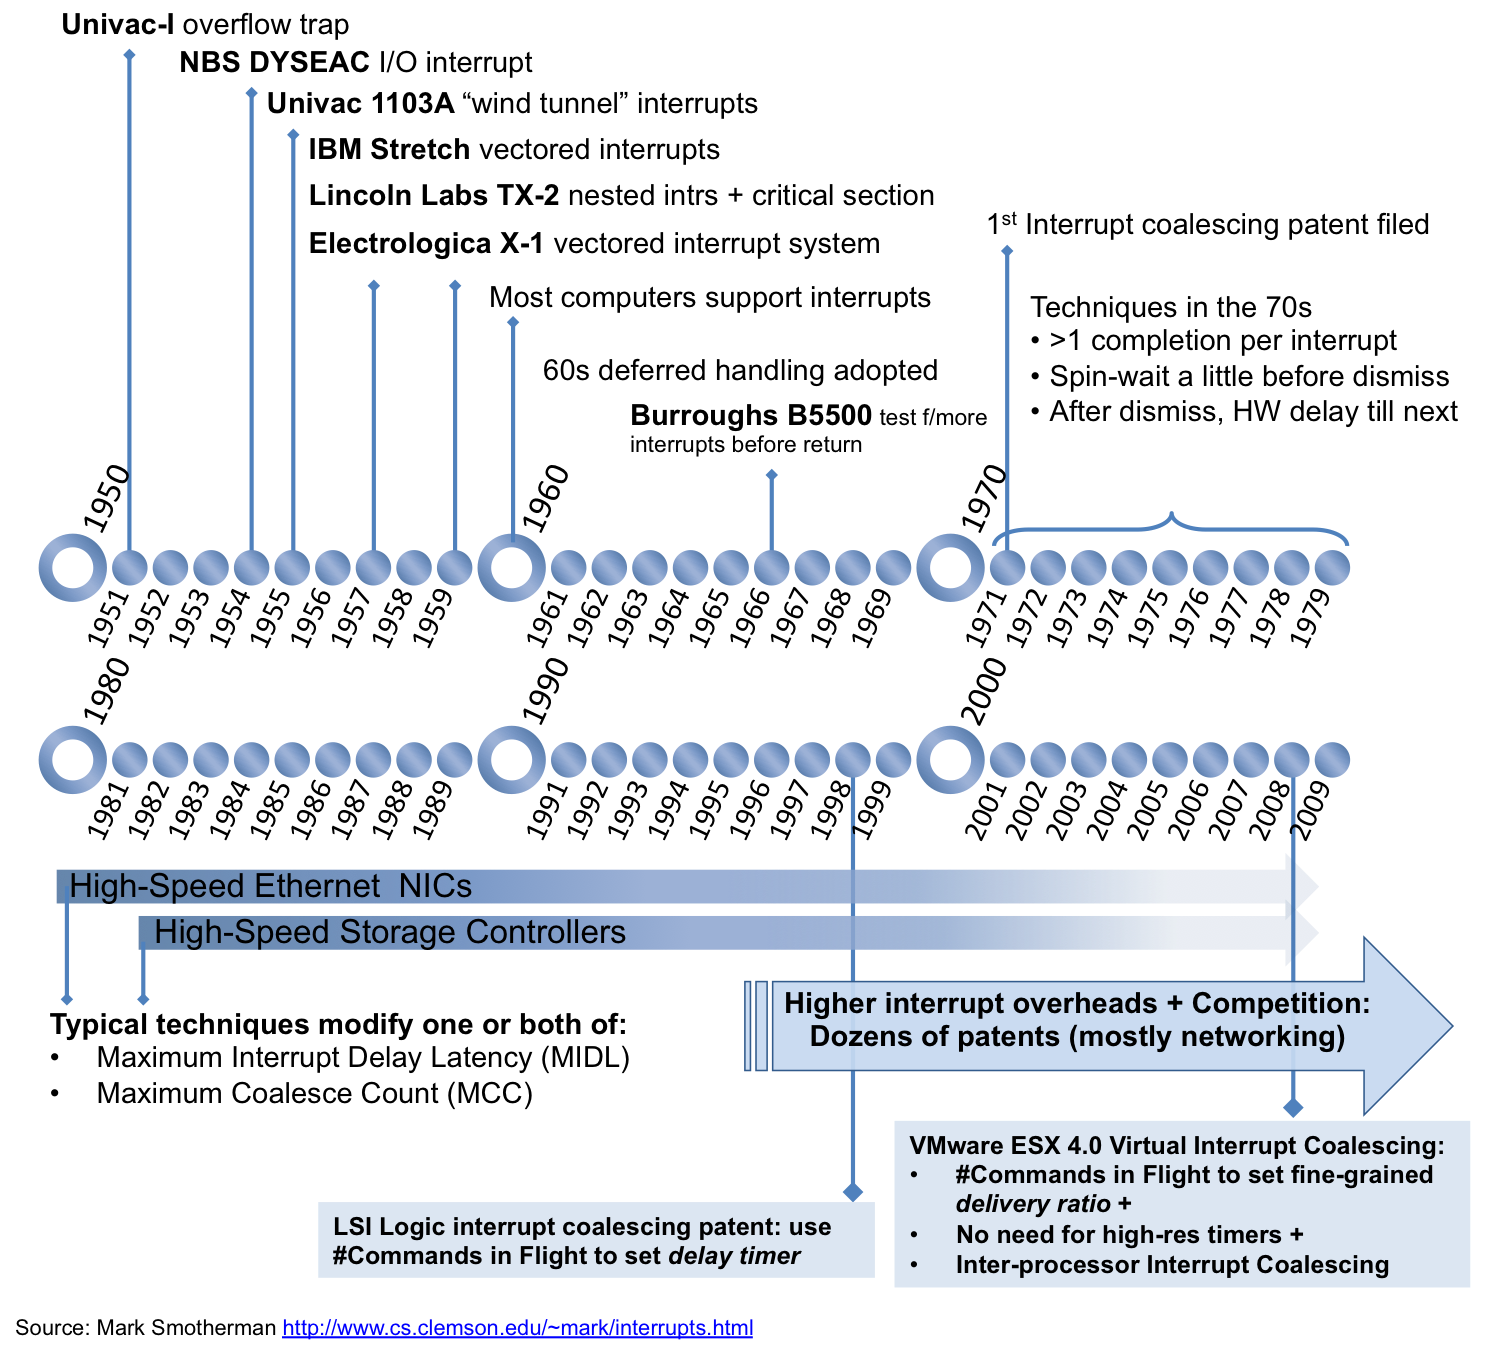 Univac-I overflow trap
NBS DYSEAC I/O interrupt
Univac 1103A “wind tunnel” interrupts
IBM Stretch vectored interrupts
Lincoln Labs TX-2 nested intrs + critical section
Electrologica X-1 vectored interrupt system
Most computers support interrupts
60s deferred handling adopted
Burroughs B5500 test f/more
interrupts before return
1st Interrupt coalescing patent filed
Techniques in the 70s
• >1 completion per interrupt
• Spin-wait a little before dismiss
• After dismiss, HW delay till next
1950
1951
1952
1953
1954
1955
1956
1957
1958
1959
1960
1961
1962
1963
1964
1965
1966
1967
1968
1969
1970
1971
1972
1973
1974
1975
1976
1977
1978
1979
1980
1981
1982
1983
1984
1985
1986
1987
1988
1989
1990
1991
1992
1993
1994
1995
1996
1997
1998
1999
2000
2001
2002
2003
2004
2005
2006
2007
2008
2009
High-Speed Ethernet NICs
High-Speed Storage Controllers
Typical techniques modify one or both of:
• Maximum Interrupt Delay Latency (MIDL)
• Maximum Coalesce Count (MCC)
Higher interrupt overheads + Competition:
Dozens of patents (mostly networking)
LSI Logic interrupt coalescing patent: use
#Commands in Flight to set delay timer
VMware ESX 4.0 Virtual Interrupt Coalescing:
• #Commands in Flight to set fine-grained
delivery ratio +
• No need for high-res timers +
• Inter-processor Interrupt Coalescing
Source: Mark Smotherman http://www.cs.clemson.edu/~mark/interrupts.html